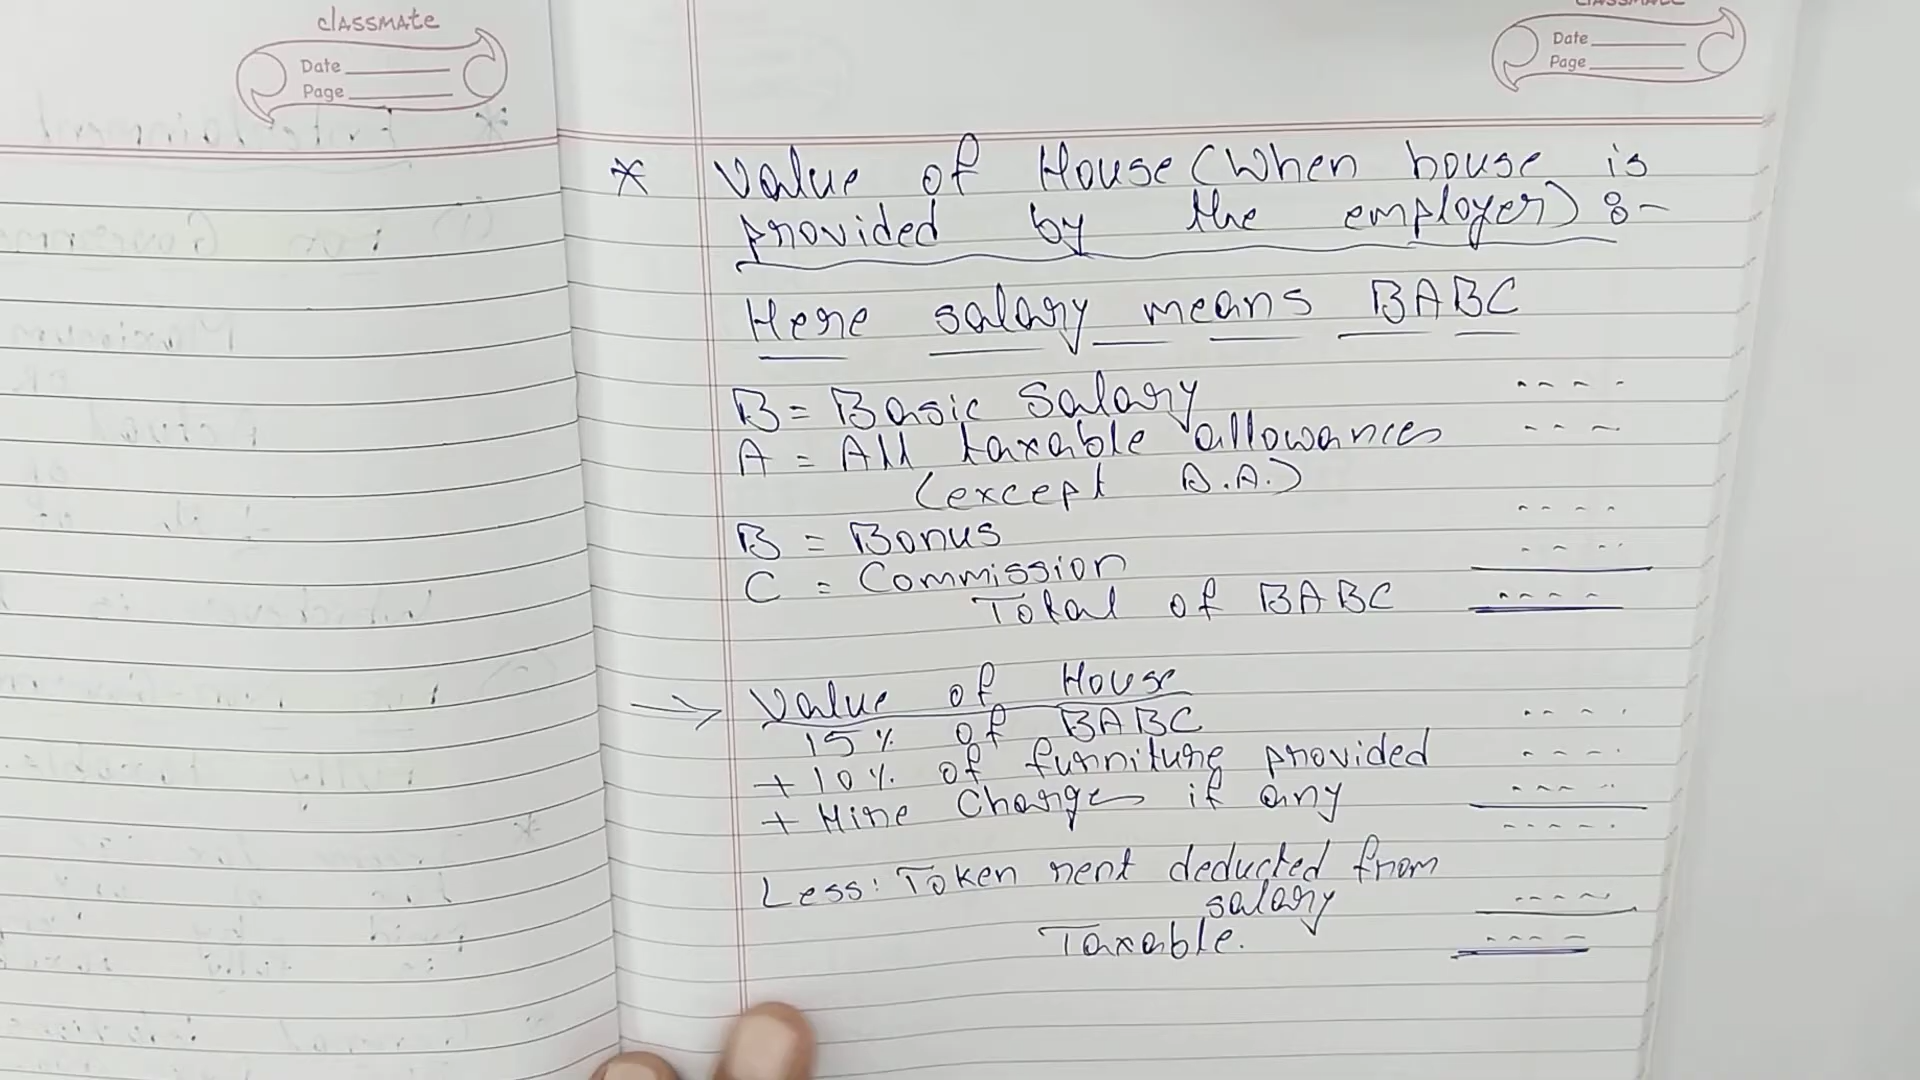 classmate
Date
Page
classmate
Date
Page
* Value of House (When house is
provided by the employer) :-
Here salary means BABC
B = Basic Salary
A = All taxable allowances
(except D.A.)
B = Bonus
C = Commission
Total of BABC
→ Value of House
15% of BABC
+ 10% of furniture provided
+ Hire Charges if any
Less: Token rent deducted from
salary
Taxable.